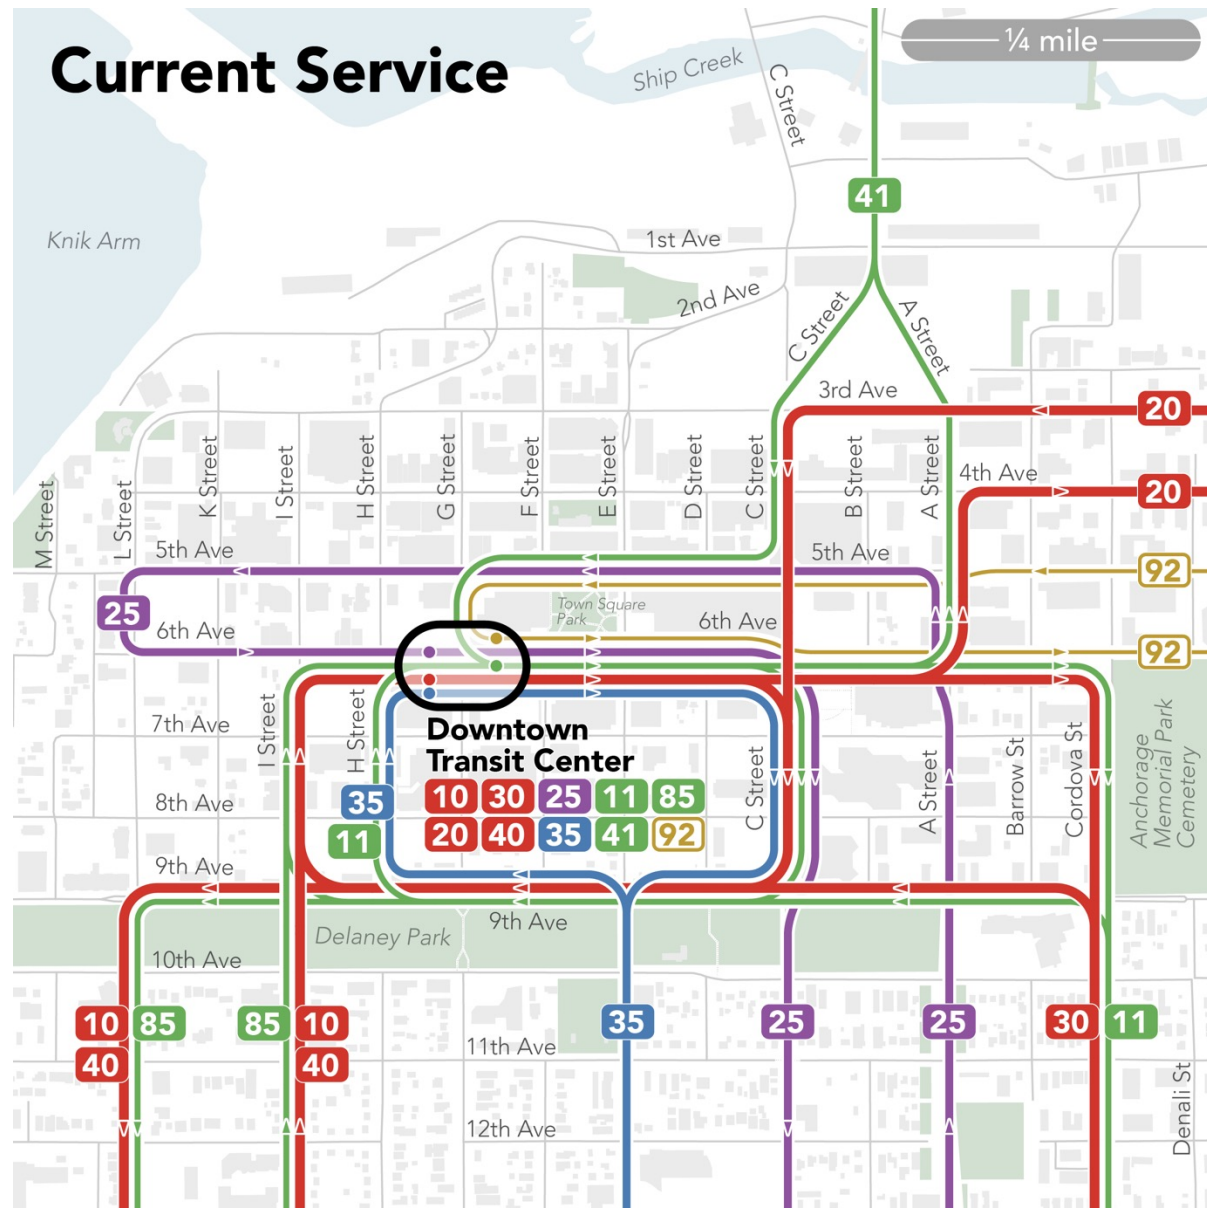 Current Service
¼ mile
Ship Creek
C Street
41
Knik Arm
1st Ave
2nd Ave
C Street
A Street
3rd Ave
20
4th Ave
20
M Street
L Street
K Street
I Street
H Street
G Street
F Street
E Street
D Street
C Street
B Street
A Street
5th Ave
5th Ave
92
25
Town Square
Park
6th Ave
6th Ave
92
I Street
H Street
7th Ave
Downtown
Transit Center
C Street
A Street
Barrow St
Cordova St
Anchorage
Memorial Park
Cemetery
35
10 30 25 11 85
8th Ave
11
20 40 35 41 92
9th Ave
9th Ave
Delaney Park
10th Ave
10 85
85 10
35
25
25
30 11
40
40
11th Ave
Denali St
12th Ave